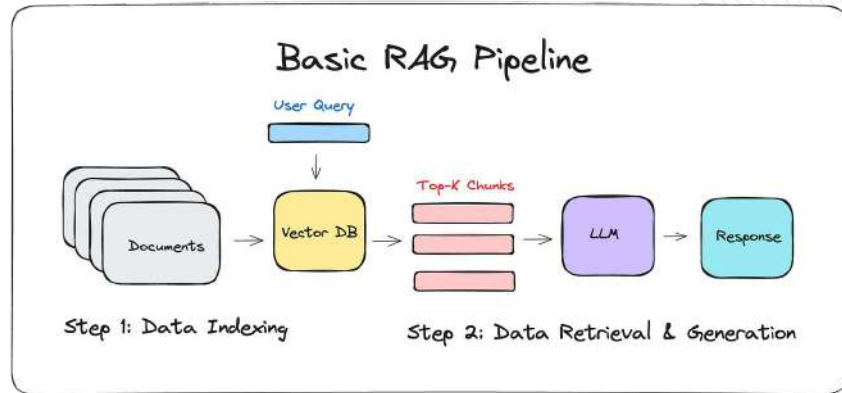 Basic RAG Pipeline
User Query
Top-K Chunks
Documents
Vector DB
LLM
Response
Step 1: Data Indexing
Step 2: Data Retrieval & Generation